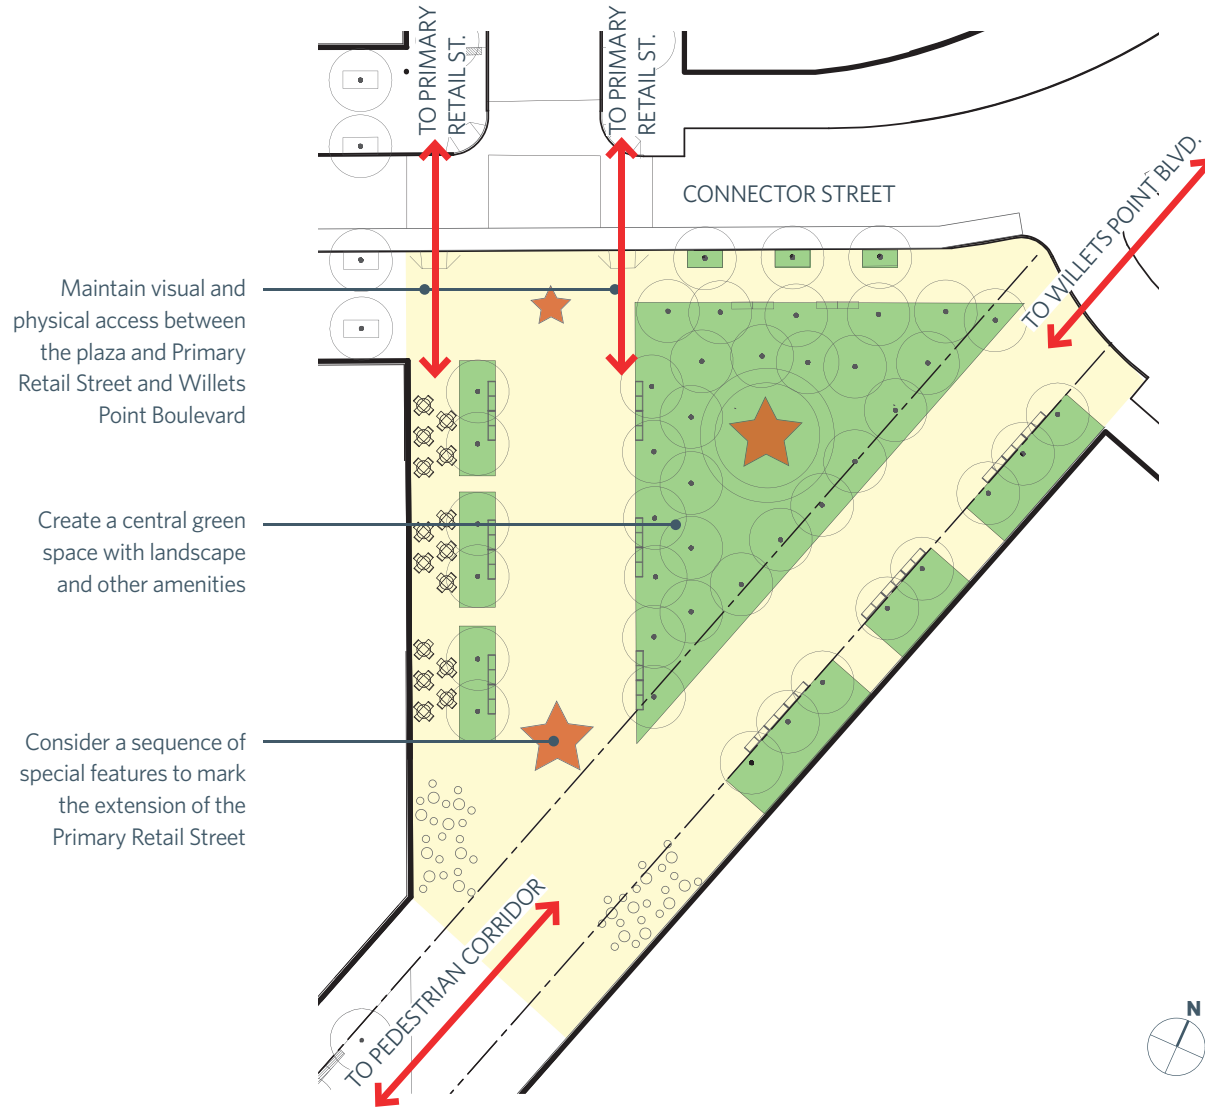 TO PRIMARY
RETAIL ST.
TO PRIMARY
RETAIL ST.
CONNECTOR STREET
TO WILLETS POINT BLVD.
Maintain visual and
physical access between
the plaza and Primary
Retail Street and Willets
Point Boulevard
Create a central green
space with landscape
and other amenities
Consider a sequence of
special features to mark
the extension of the
Primary Retail Street
TO PEDESTRIAN CORRIDOR
N